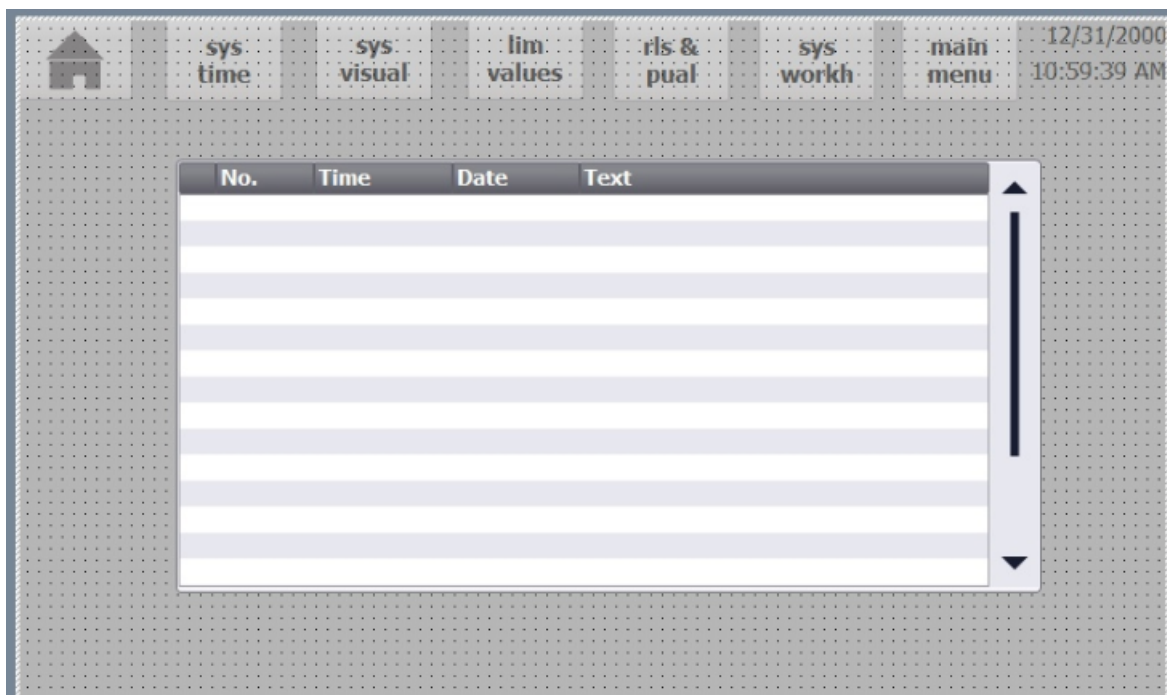 sys
time
sys
visual
lim
values
rls &
pual
sys
workh
main
menu
12/31/2000
10:59:39 AM
No. Time Date Text